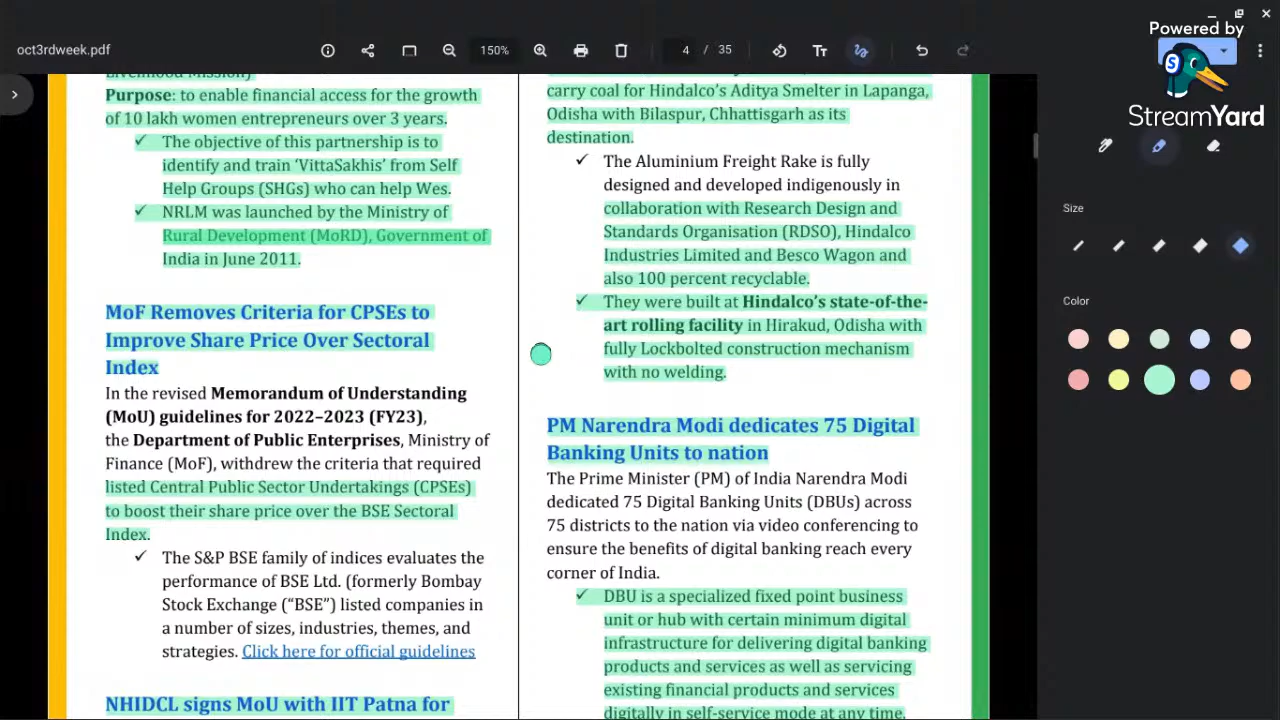 oct3rdweek.pdf
150%
4 / 35
Powered by
StreamYard
Livelihood Mission)
Purpose: to enable financial access for the growth
of 10 lakh women entrepreneurs over 3 years.
✓ The objective of this partnership is to
identify and train ‘VittaSakhis’ from Self
Help Groups (SHGs) who can help Wes.
✓ NRLM was launched by the Ministry of
Rural Development (MoRD), Government of
India in June 2011.
MoF Removes Criteria for CPSEs to
Improve Share Price Over Sectoral
Index
In the revised Memorandum of Understanding
(MoU) guidelines for 2022–2023 (FY23),
the Department of Public Enterprises, Ministry of
Finance (MoF), withdrew the criteria that required
listed Central Public Sector Undertakings (CPSEs)
to boost their share price over the BSE Sectoral
Index.
✓ The S&P BSE family of indices evaluates the
performance of BSE Ltd. (formerly Bombay
Stock Exchange (“BSE”) listed companies in
a number of sizes, industries, themes, and
strategies. Click here for official guidelines
NHIDCL signs MoU with IIT Patna for
carry coal for Hindalco’s Aditya Smelter in Lapanga,
Odisha with Bilaspur, Chhattisgarh as its
destination.
✓ The Aluminium Freight Rake is fully
designed and developed indigenously in
collaboration with Research Design and
Standards Organisation (RDSO), Hindalco
Industries Limited and Besco Wagon and
also 100 percent recyclable.
✓ They were built at Hindalco’s state-of-the-
art rolling facility in Hirakud, Odisha with
fully Lockbolted construction mechanism
with no welding.
PM Narendra Modi dedicates 75 Digital
Banking Units to nation
The Prime Minister (PM) of India Narendra Modi
dedicated 75 Digital Banking Units (DBUs) across
75 districts to the nation via video conferencing to
ensure the benefits of digital banking reach every
corner of India.
✓ DBU is a specialized fixed point business
unit or hub with certain minimum digital
infrastructure for delivering digital banking
products and services as well as servicing
existing financial products and services
digitally in self-service mode at any time.
Size
Color